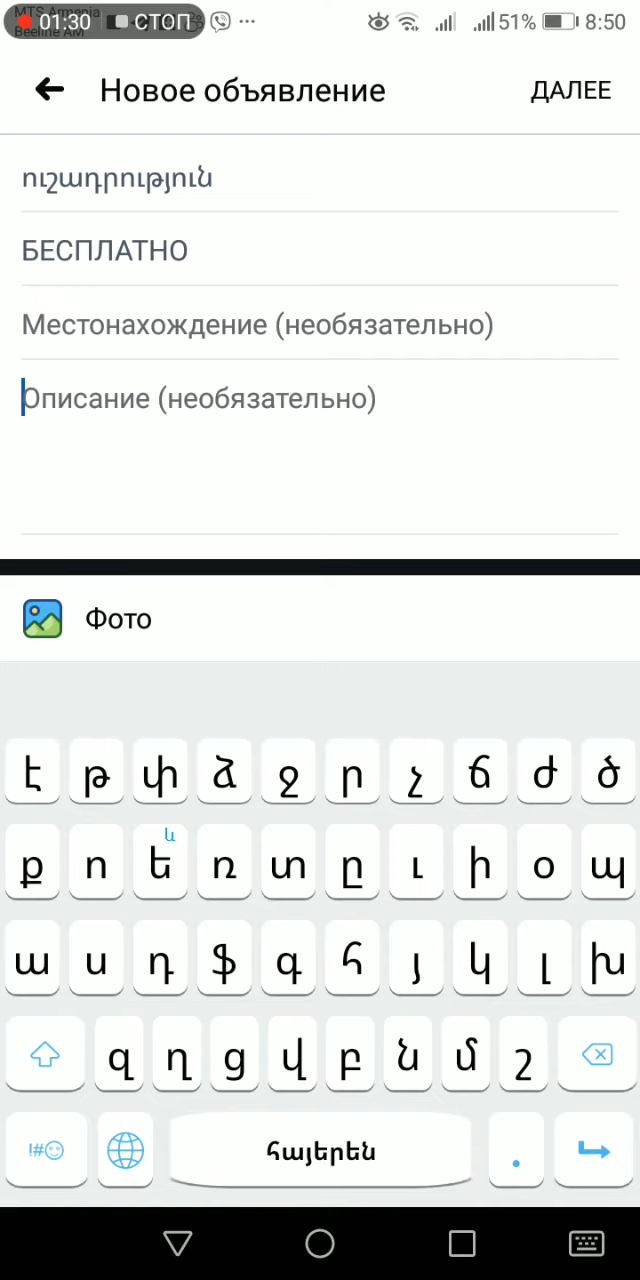 MTS Armenia
Beeline AM
01:30 СТОП ... 51% 8:50
Новое объявление ДАЛЕЕ
ուշադրություն
БЕСПЛАТНО
Местонахождение (необязательно)
Описание (необязательно)
Фото
է թ փ ձ ջ ր չ ճ ժ ծ
և
ք ո ե ռ տ ը ւ ի օ պ
ա ս դ ֆ գ հ յ կ լ խ
զ ղ ց վ բ ն մ շ
!#☺ հայերեն .